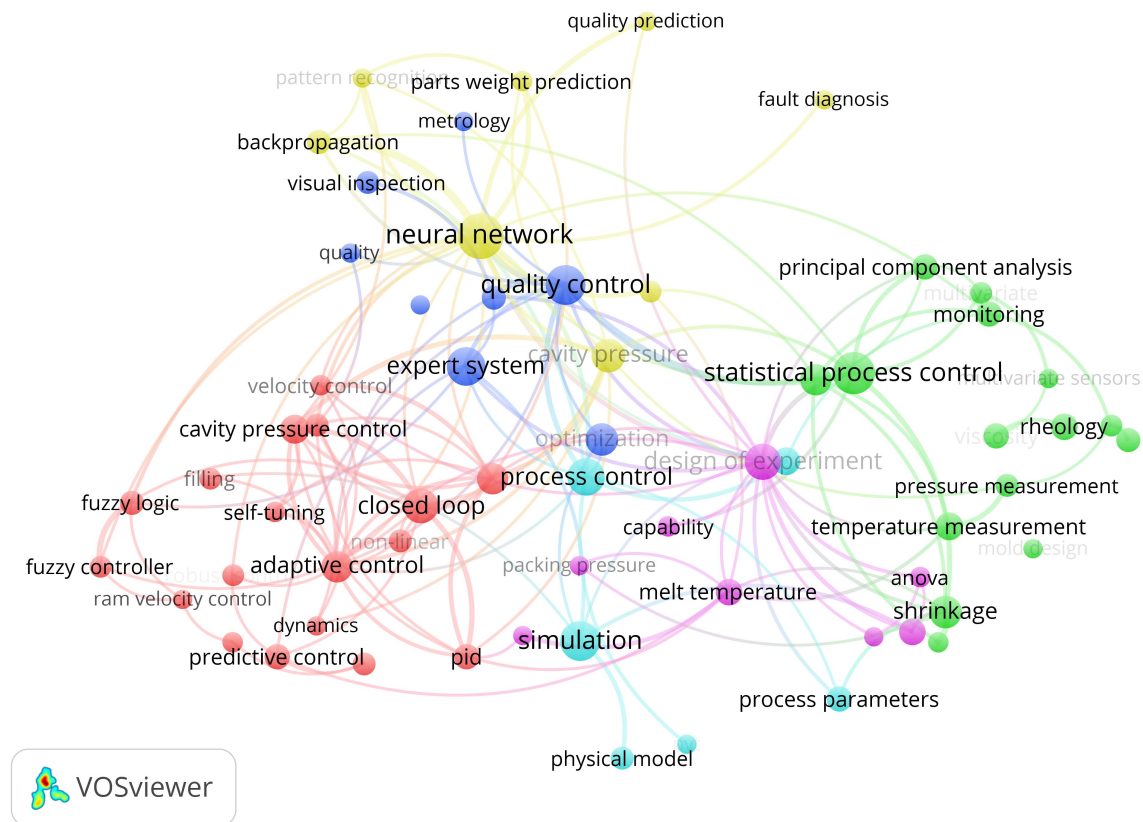 quality prediction
pattern recognition
parts weight prediction
fault diagnosis
metrology
backpropagation
visual inspection
neural network
quality
principal component analysis
quality control
multivariate
monitoring
cavity pressure
expert system
statistical process control
multivariate sensors
velocity control
cavity pressure control
rheology
viscosity
optimization
design of experiment
process control
filling
pressure measurement
fuzzy logic
closed loop
self-tuning
capability
temperature measurement
non-linear
mold design
fuzzy controller
adaptive control
packing pressure
anova
melt temperature
ram velocity control
shrinkage
dynamics
simulation
predictive control
pid
process parameters
physical model
VOSviewer